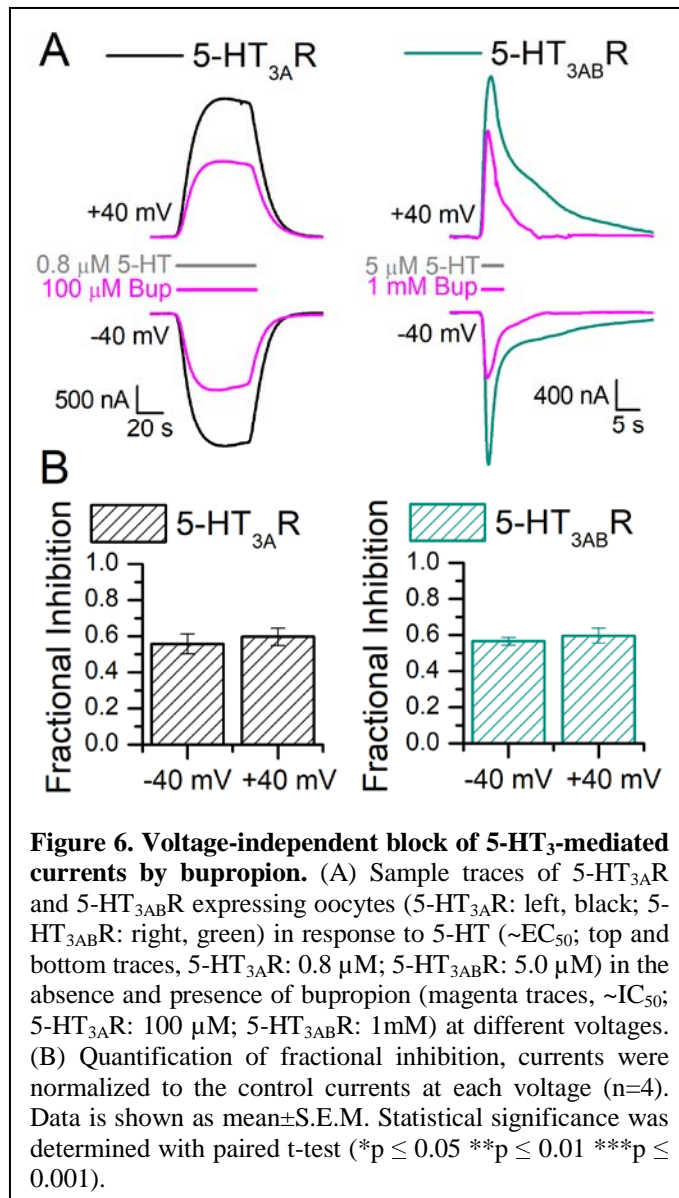 A
5-HT3AR
5-HT3ABR
+40 mV
+40 mV
0.8 μM 5-HT
100 μM Bup
5 μM 5-HT
1 mM Bup
-40 mV
-40 mV
500 nA
20 s
400 nA
5 s
B
5-HT3AR
5-HT3ABR
Fractional Inhibition
1.0
0.8
0.6
0.4
0.2
0.0
-40 mV
+40 mV
Fractional Inhibition
1.0
0.8
0.6
0.4
0.2
0.0
-40 mV
+40 mV
Figure 6. Voltage-independent block of 5-HT3-mediated
currents by bupropion. (A) Sample traces of 5-HT3AR
and 5-HT3ABR expressing oocytes (5-HT3AR: left, black; 5-
HT3ABR: right, green) in response to 5-HT (~EC50; top and
bottom traces, 5-HT3AR: 0.8 µM; 5-HT3ABR: 5.0 µM) in the
absence and presence of bupropion (magenta traces, ~IC50;
5-HT3AR: 100 µM; 5-HT3ABR: 1mM) at different voltages.
(B) Quantification of fractional inhibition, currents were
normalized to the control currents at each voltage (n=4).
Data is shown as mean±S.E.M. Statistical significance was
determined with paired t-test (*p ≤ 0.05 **p ≤ 0.01 ***p ≤
0.001).